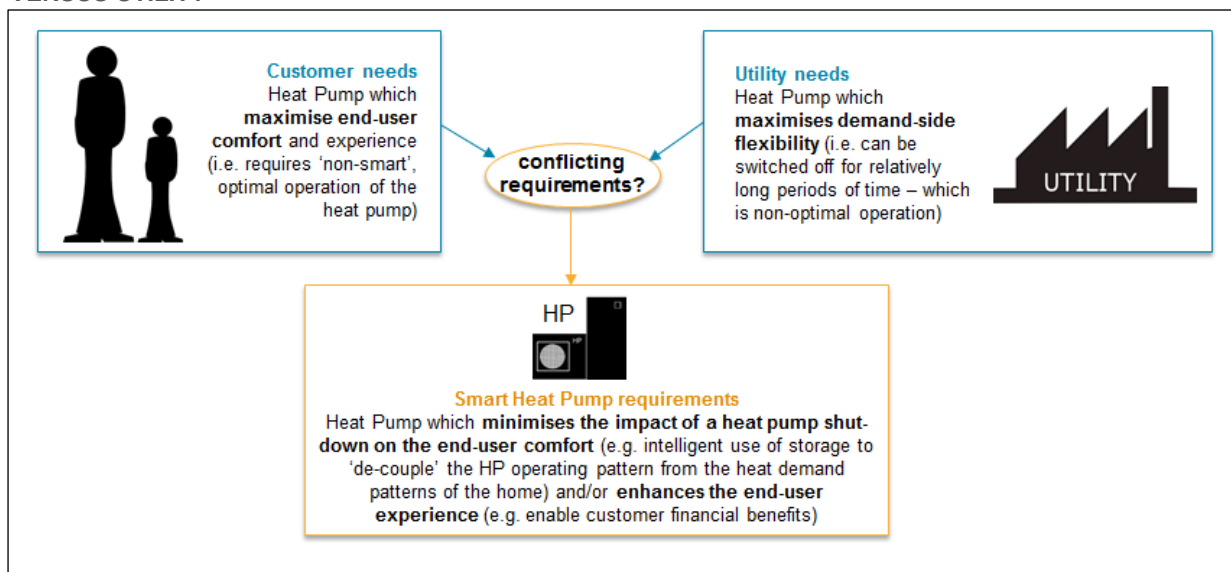 Customer needs
Heat Pump which
maximise end-user
comfort and experience
(i.e. requires ‘non-smart’,
optimal operation of the
heat pump)
conflicting
requirements?
Utility needs
Heat Pump which
maximises demand-side
flexibility (i.e. can be
switched off for relatively
long periods of time – which
is non-optimal operation)
UTILITY
HP
HP
Smart Heat Pump requirements
Heat Pump which minimises the impact of a heat pump shut-
down on the end-user comfort (e.g. intelligent use of storage to
‘de-couple’ the HP operating pattern from the heat demand
patterns of the home) and/or enhances the end-user
experience (e.g. enable customer financial benefits)